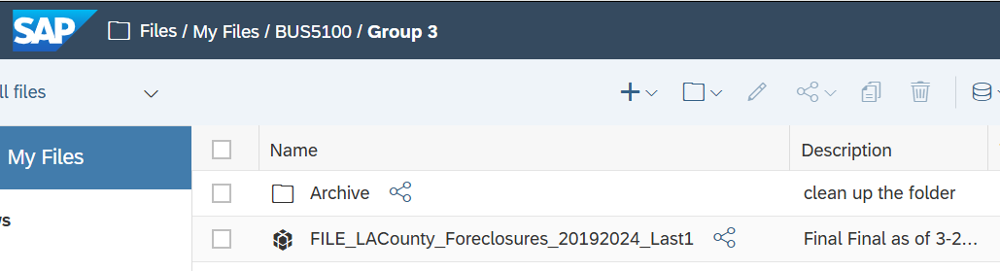 SAP Files / My Files / BUS5100 / Group 3
ll files
My Files
Name Description
Archive clean up the folder
s
FILE_LACounty_Foreclosures_20192024_Last1 Final Final as of 3-2...